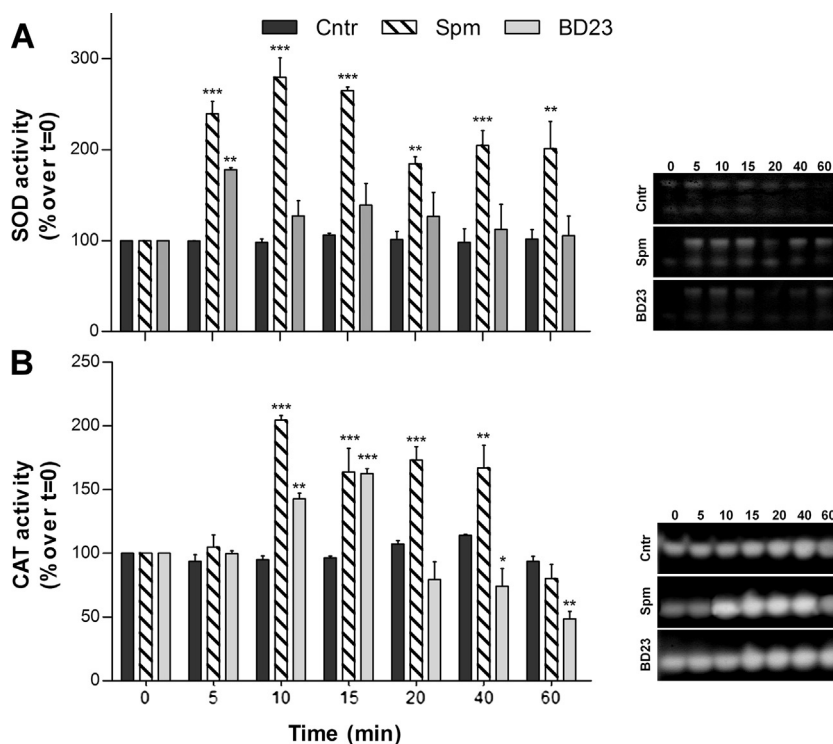 A
Cntr Spm BD23
SOD activity
(% over t=0)
300
200
100
0
***
**
***
***
**
***
**
0 5 10 15 20 40 60
Cntr
Spm
BD23
B
CAT activity
(% over t=0)
250
200
150
100
50
0
***
**
***
***
***
**
*
**
0 5 10 15 20 40 60
Time (min)
0 5 10 15 20 40 60
Cntr
Spm
BD23